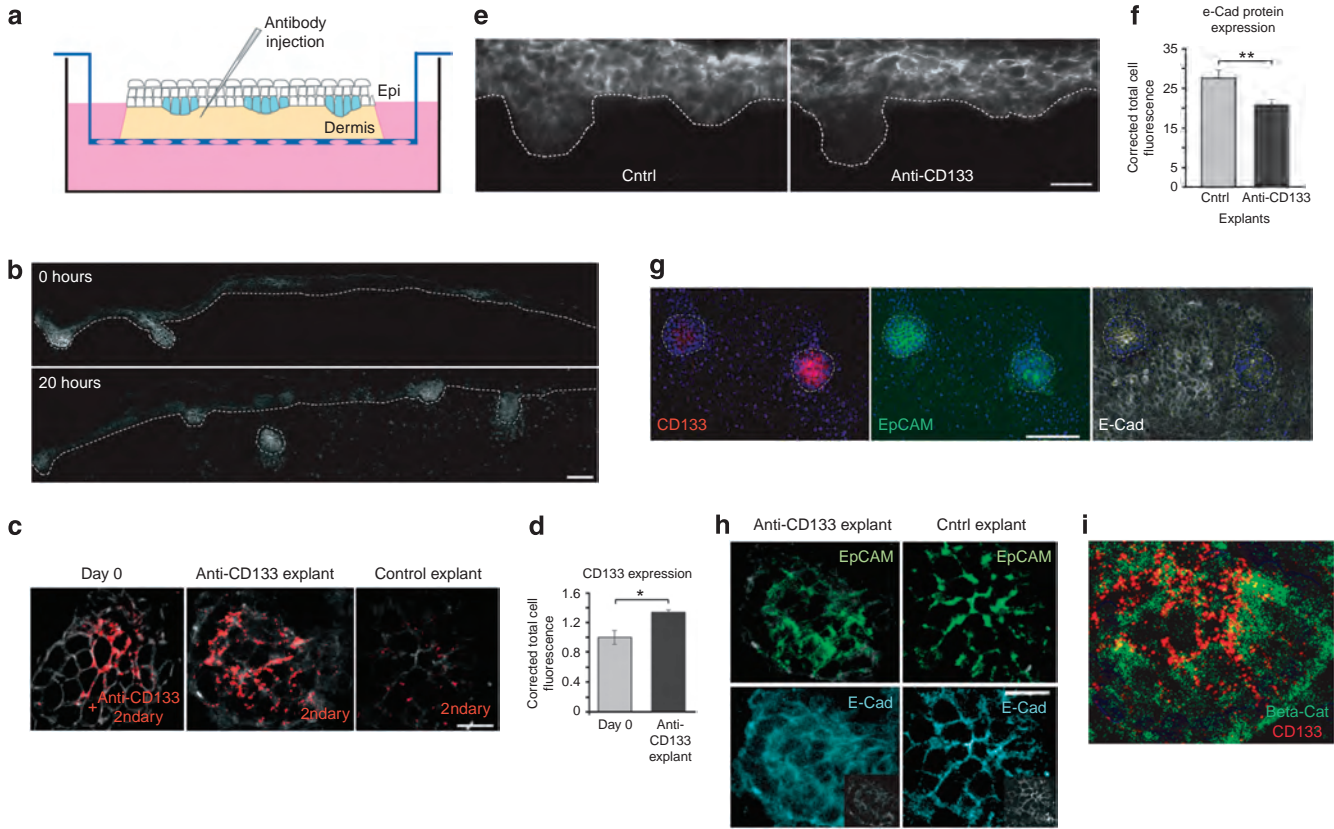 a
Antibody
injection
Epi
Dermis
b
0 hours
20 hours
c
Day 0
+ Anti-CD133
2ndary
Anti-CD133 explant
2ndary
Control explant
2ndary
d
CD133 expression
*
Corrected total cell
fluorescence
1.6
1.2
0.8
0.4
0
Day 0
Anti-
CD133
explant
e
Cntrl
Anti-CD133
f
e-Cad protein
expression
**
Corrected total cell
fluorescence
35
25
15
5
0
Cntrl
Anti-CD133
Explants
g
CD133
EpCAM
E-Cad
h
Anti-CD133 explant
EpCAM
Cntrl explant
EpCAM
E-Cad
E-Cad
i
Beta-Cat
CD133